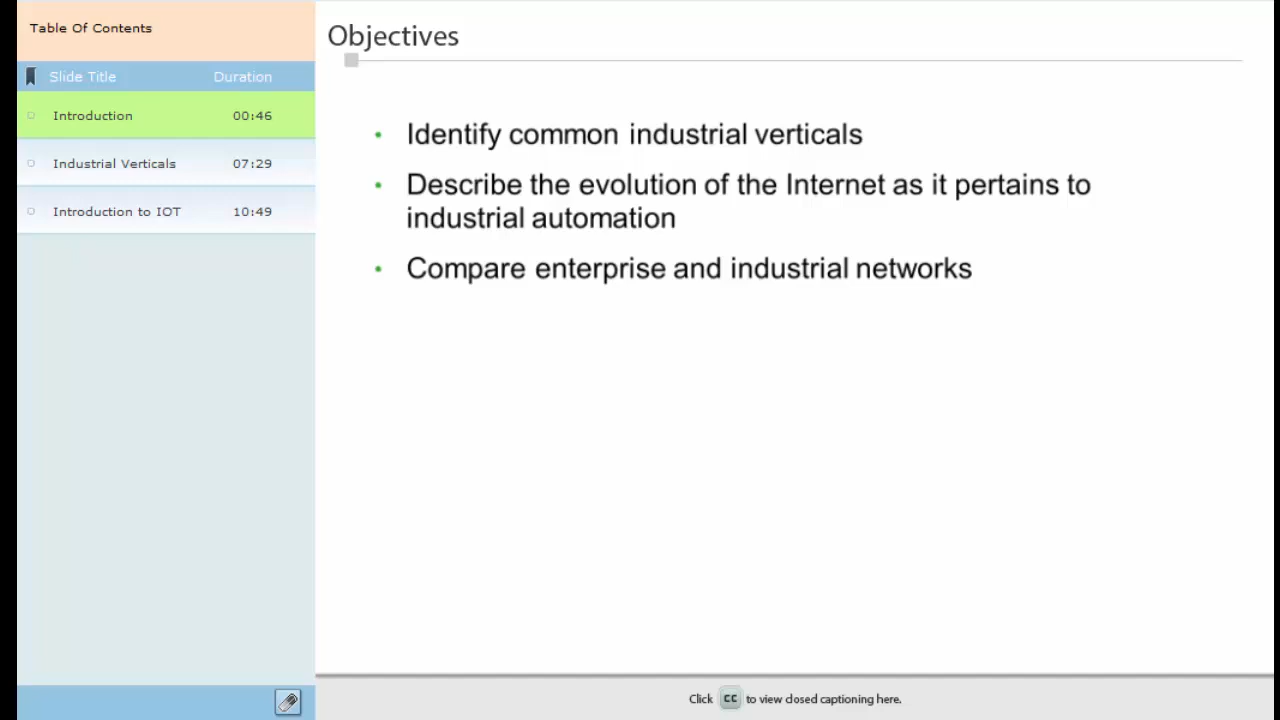 Table Of Contents
Slide Title Duration
Introduction 00:46
Industrial Verticals 07:29
Introduction to IOT 10:49
Objectives
• Identify common industrial verticals
• Describe the evolution of the Internet as it pertains to
industrial automation
• Compare enterprise and industrial networks
Click CC to view closed captioning here.